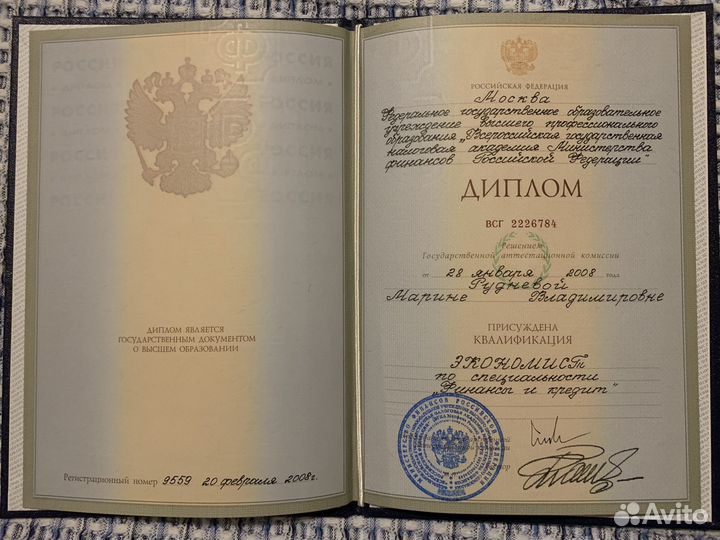 ДИПЛОМ ЯВЛЯЕТСЯ
ГОСУДАРСТВЕННЫМ ДОКУМЕНТОМ
О ВЫСШЕМ ОБРАЗОВАНИИ
Регистрационный номер 9559 20 февраля 2008г.
РОССИЙСКАЯ ФЕДЕРАЦИЯ
Москва
Федеральное государственное образовательное
учреждение высшего профессионального
образования "Всероссийская государственная
налоговая академия Министерства
финансов Российской Федерации"
ДИПЛОМ
ВСГ 2226784
Решением
Государственной аттестационной комиссии
от 28 января 2008 года
Рудневой
Марине Владимировне
ПРИСУЖДЕНА
КВАЛИФИКАЦИЯ
ЭКОНОМИСТ
по специальности
"Финансы и кредит"
Avito